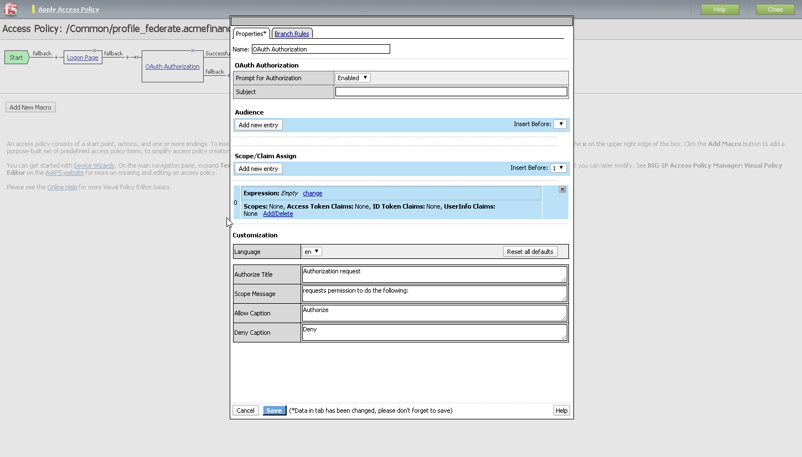 f5
Apply Access Policy
Help
Close
Access Policy: /Common/profile_federate.acmefinanc
Start
fallback
+
Logon Page
fallback
+
OAuth Authorization
Successfu
fallback
+
Add New Macro
An access policy consists of a start point, actions, and one or more endings. To inse
he x on the upper right edge of the box. Click the Add Macro button to add a
purpose-built set of predefined access policy items, to simplify access policy creation
You can get started with Device Wizards. On the main navigation pane, expand
t you can later modify. See BIG-IP Access Policy Manager: Visual Policy
Editor on the
website for more on creating and editing an access policy.
Please see the Online Help for more Visual Policy Editor basics.
Properties*
Branch Rules
Name: OAuth Authorization
OAuth Authorization
Prompt for Authorization
Enabled
Subject
Audience
Add new entry
Insert Before:
Scope/Claim Assign
Add new entry
Insert Before: 1
0
Expression: Empty change
x
Scopes: None, Access Token Claims: None, ID Token Claims: None, UserInfo Claims:
None Add/Delete
Customization
Language
en
Reset all defaults
Authorize Title
Authorization request
Scope Message
requests permission to do the following:
Allow Caption
Authorize
Deny Caption
Deny
Cancel
Save
(*Data in tab has been changed, please don't forget to save)
Help